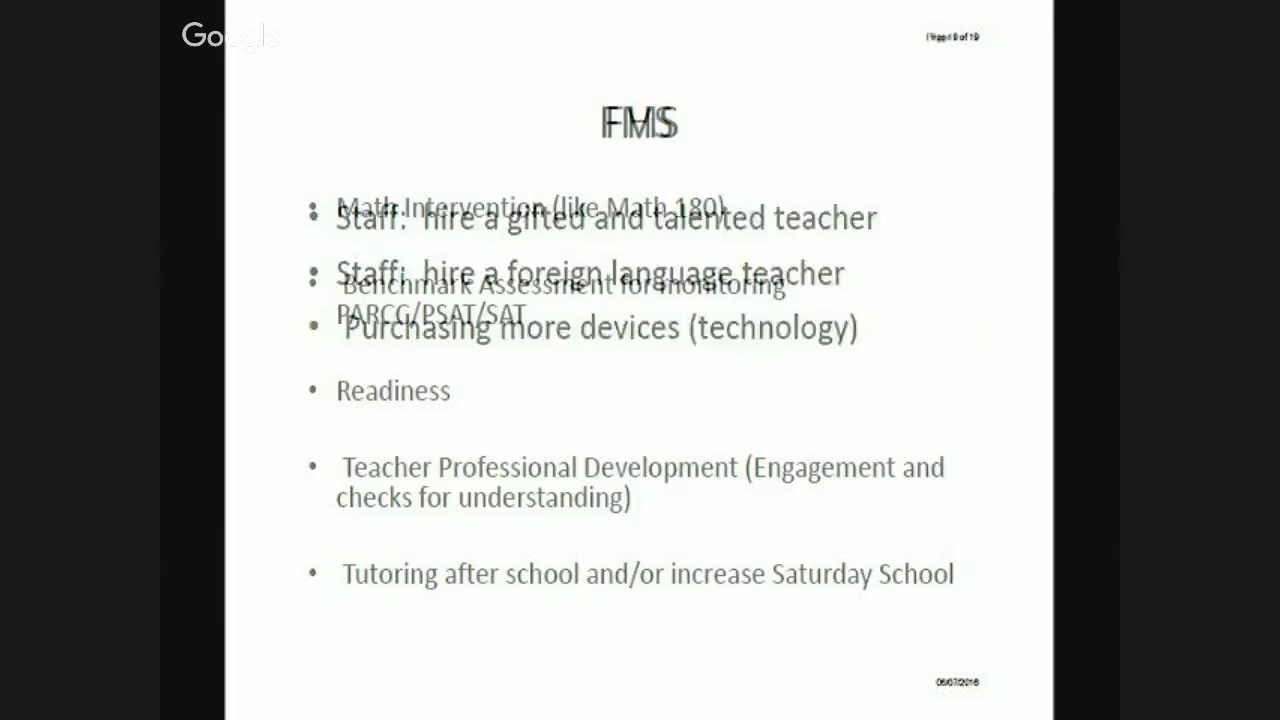 Google
of 19
• Math Intervention (like Math 180)
• Staff: hire a gifted and talented teacher
• Staff: hire a foreign language teacher
• Benchmark Assessment for monitoring
PARCC/PSAT/SAT
• Purchasing more devices (technology)
• Readiness
• Teacher Professional Development (Engagement and
checks for understanding)
• Tutoring after school and/or increase Saturday School